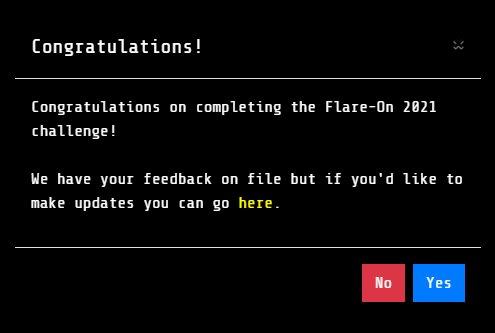 Congratulations!
Congratulations on completing the Flare-On 2021
challenge!
We have your feedback on file but if you'd like to
make updates you can go here.
No Yes